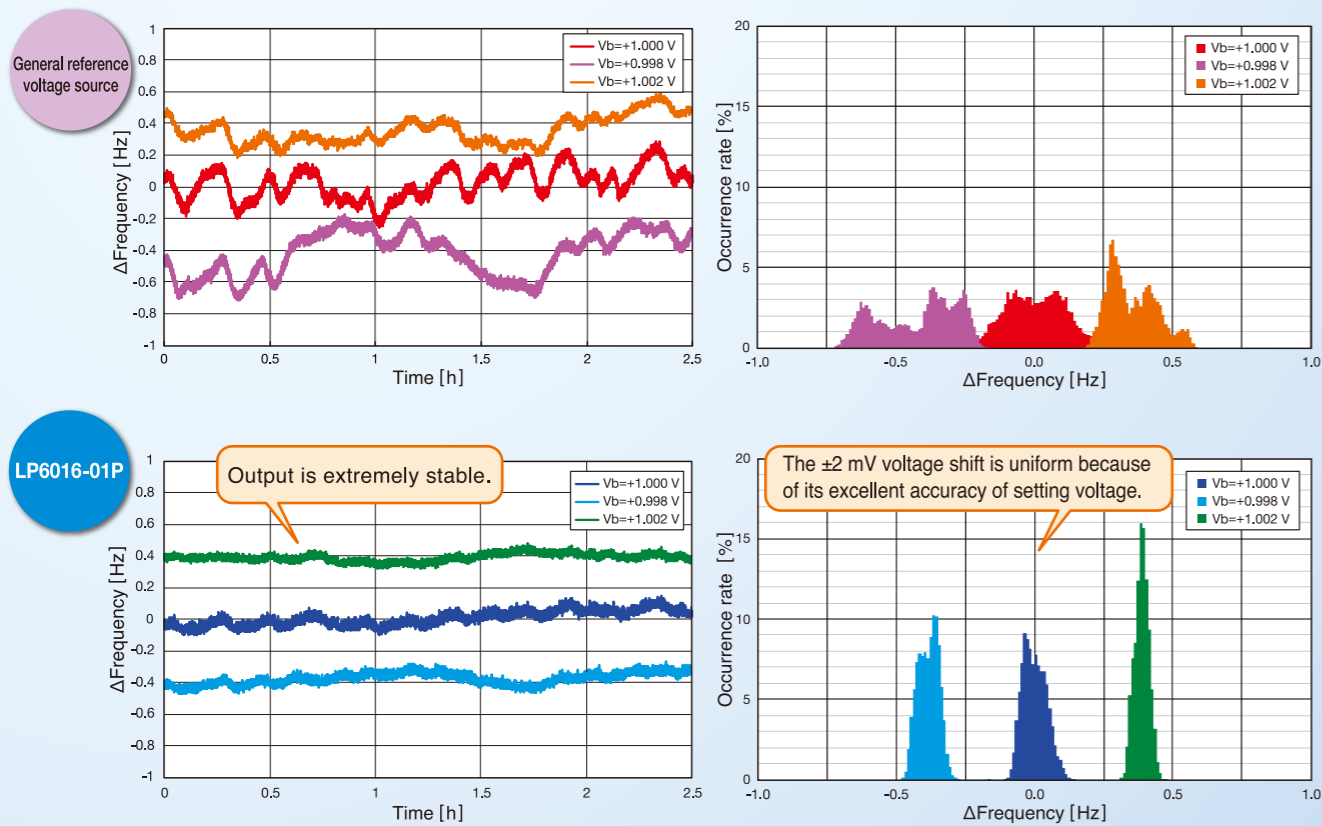 General reference
voltage source
1
0.8
0.6
0.4
0.2
0
-0.2
-0.4
-0.6
-0.8
-1
ΔFrequency [Hz]
Vb=+1.000 V
Vb=+0.998 V
Vb=+1.002 V
0 0.5 1 1.5 2 2.5
Time [h]
20
15
10
5
0
Occurrence rate [%]
Vb=+1.000 V
Vb=+0.998 V
Vb=+1.002 V
-1.0 -0.5 0.0 0.5 1.0
ΔFrequency [Hz]
LP6016-01P
1
0.8
0.6
0.4
0.2
0
-0.2
-0.4
-0.6
-0.8
-1
ΔFrequency [Hz]
Output is extremely stable.
Vb=+1.000 V
Vb=+0.998 V
Vb=+1.002 V
0 0.5 1 1.5 2 2.5
Time [h]
20
15
10
5
0
Occurrence rate [%]
The ±2 mV voltage shift is uniform because
of its excellent accuracy of setting voltage.
Vb=+1.000 V
Vb=+0.998 V
Vb=+1.002 V
-1.0 -0.5 0.0 0.5 1.0
ΔFrequency [Hz]